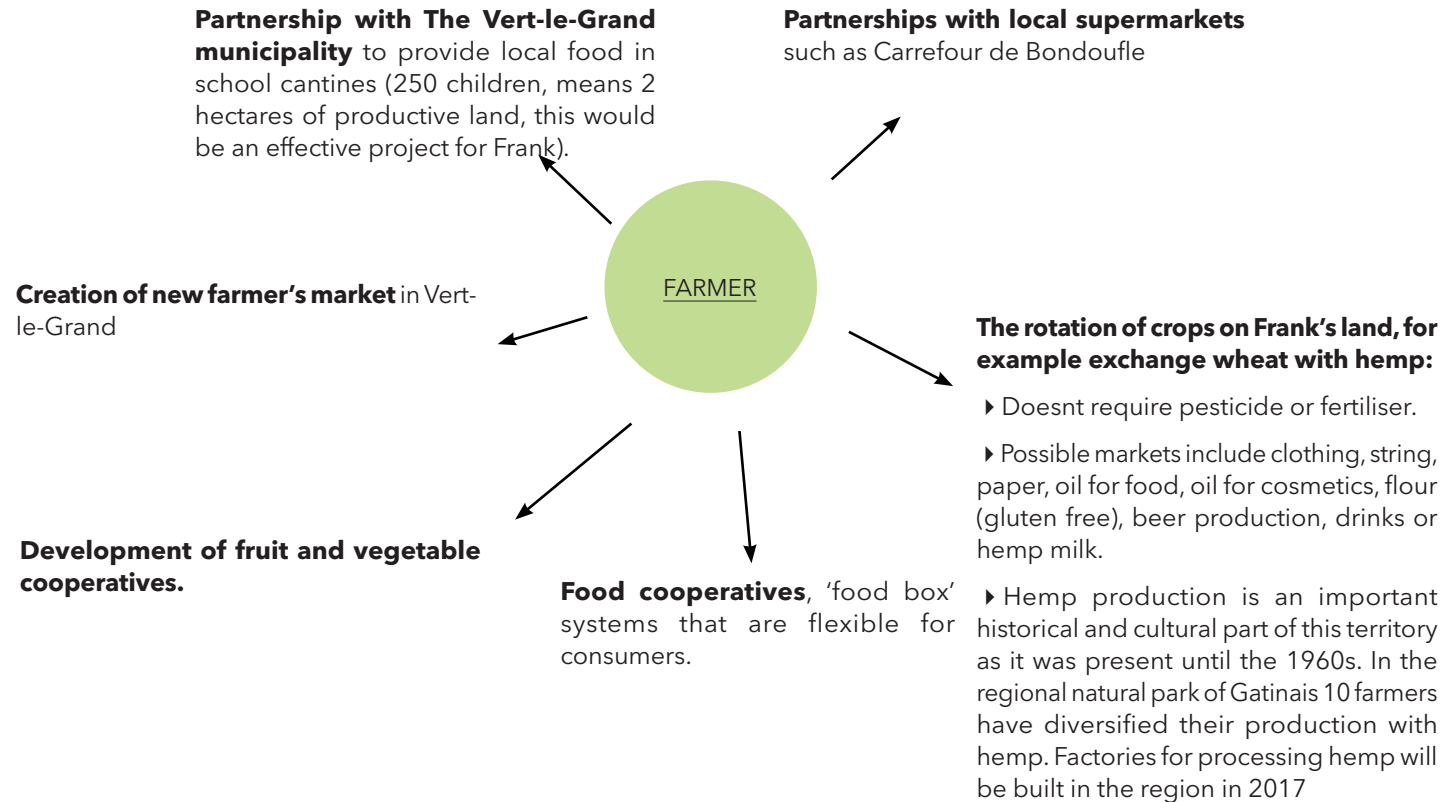 Partnership with The Vert-le-Grand
municipality to provide local food in
school cantines (250 children, means 2
hectares of productive land, this would
be an effective project for Frank).
Partnerships with local supermarkets
such as Carrefour de Bondoufle
FARMER
Creation of new farmer's market in Vert-
le-Grand
The rotation of crops on Frank's land, for
example exchange wheat with hemp:
Doesnt require pesticide or fertiliser.
Possible markets include clothing, string,
paper, oil for food, oil for cosmetics, flour
(gluten free), beer production, drinks or
hemp milk.
Hemp production is an important
historical and cultural part of this territory
as it was present until the 1960s. In the
regional natural park of Gatinais 10 farmers
have diversified their production with
hemp. Factories for processing hemp will
be built in the region in 2017
Development of fruit and vegetable
cooperatives.
Food cooperatives, 'food box'
systems that are flexible for
consumers.